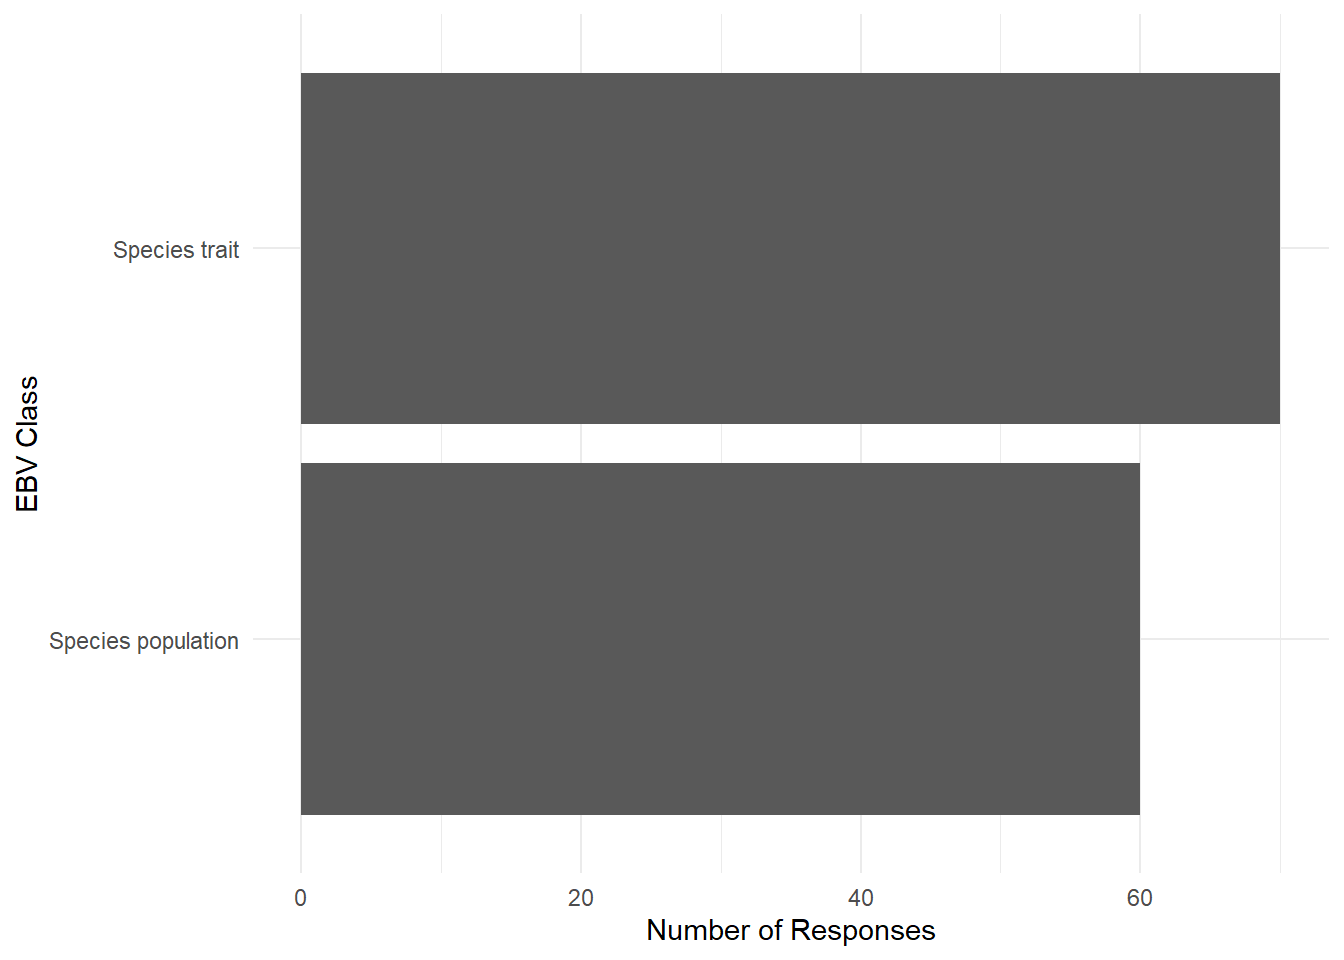 EBV Class
Species trait
Species population
0 20 40 60
Number of Responses